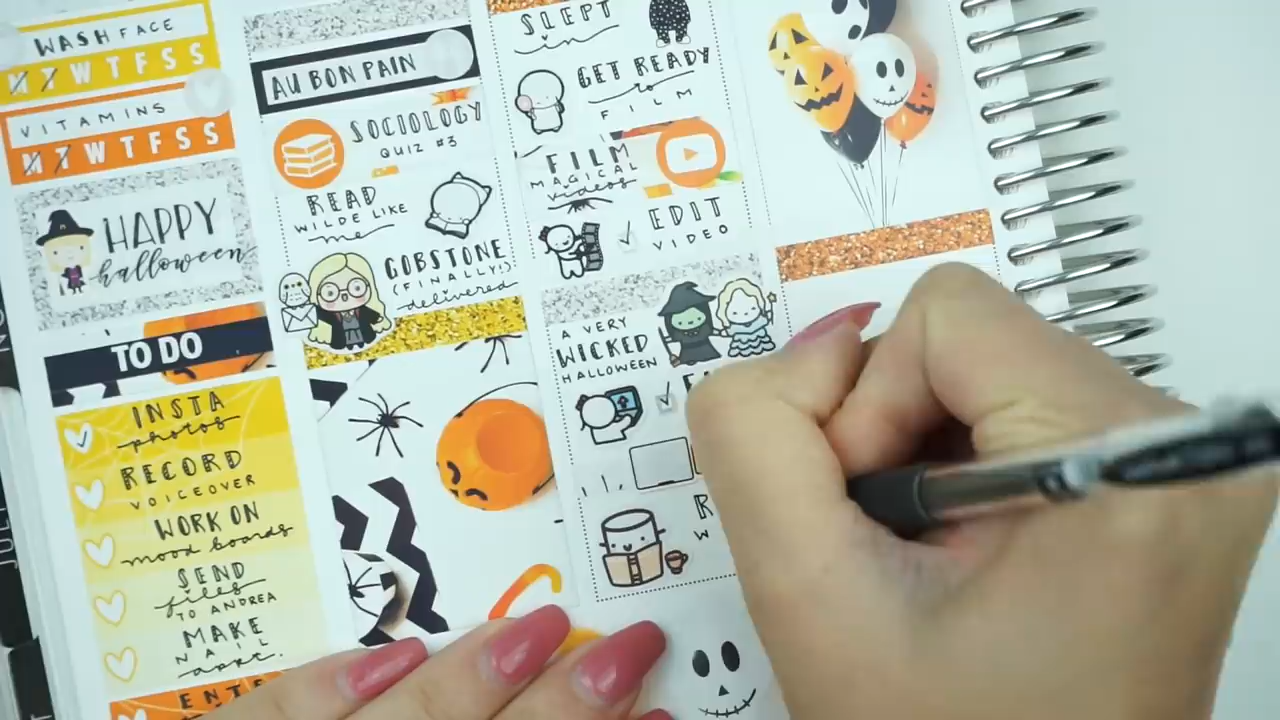 WASH FACE
M T W T F S S
VITAMINS
M T W T F S S
HAPPY
halloween
TO DO
INSTA
photos
RECORD
VOICEOVER
WORK ON
mood boards
SEND
files
TO ANDREA
MAKE
NAIL
appt.
AU BON PAIN
SOCIOLOGY
QUIZ #3
READ
WILDE LIKE
me
GOBSTONE
(FINALLY!)
delivered
SLEPT
in
GET READY
to
FILM
FILM
MAGICAL
videos
EDIT
VIDEO
A VERY
WICKED
HALLOWEEN